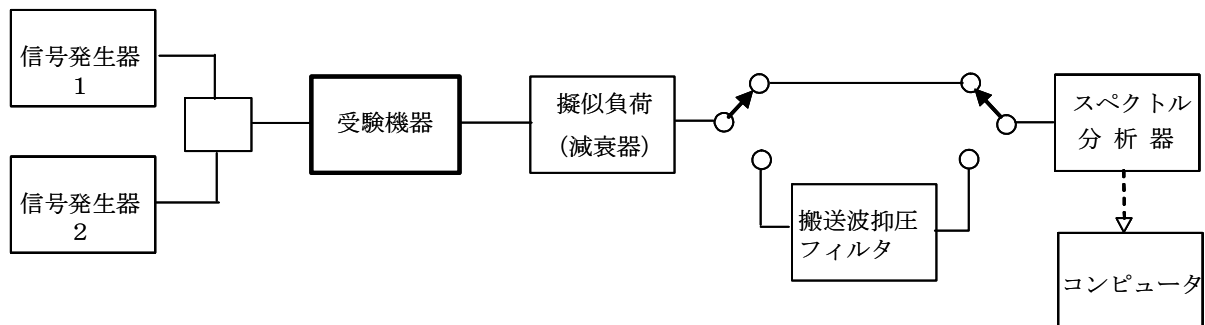 信号発生器
1
信号発生器
2
受験機器
擬似負荷
(減衰器)
搬送波抑圧
フィルタ
スペクトル
分 析 器
コンピュータ